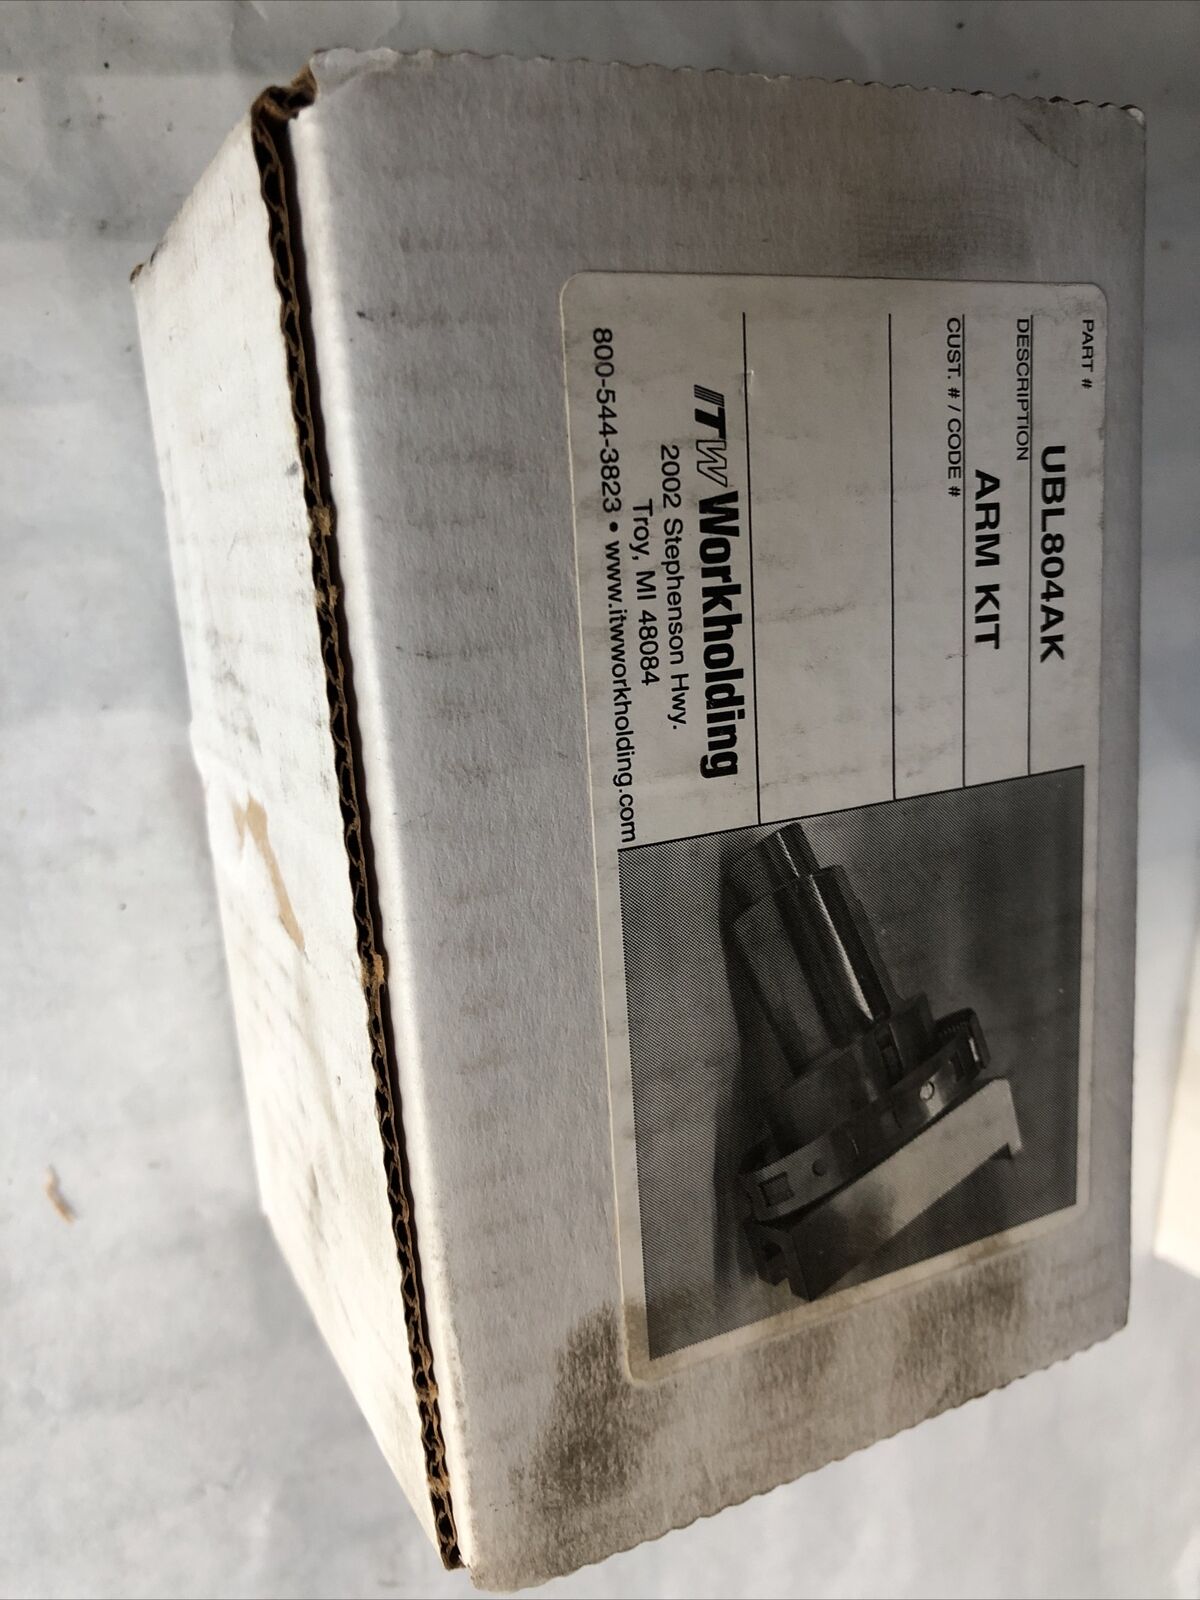 PART #
UBL804AK
DESCRIPTION
ARM KIT
CUST. # / CODE #
ITW Workholding
2002 Stephenson Hwy.
Troy, MI 48084
800-544-3823 • www.itwworkholding.com